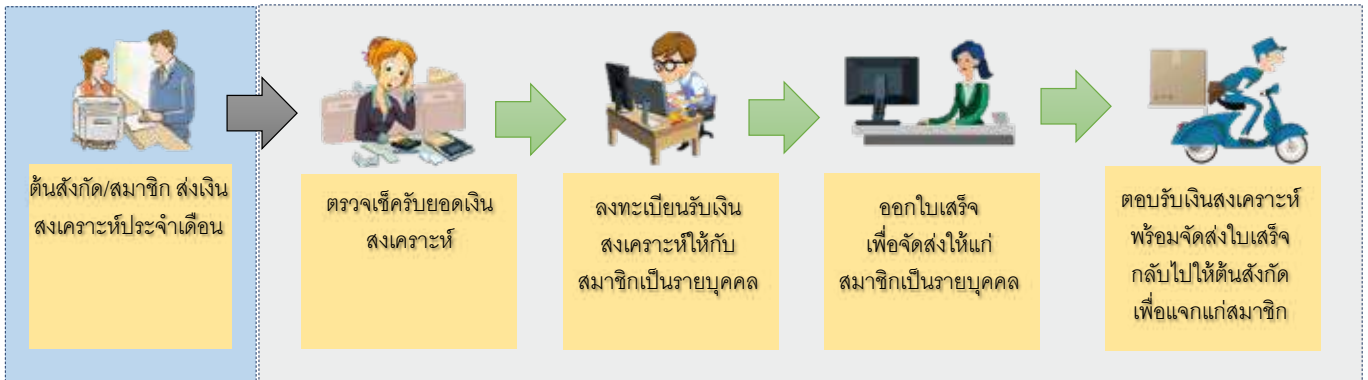 ต้นสังกัด/สมาชิก ส่งเงิน
สงเคราะห์ประจำเดือน
ตรวจเช็ครับยอดเงิน
สงเคราะห์
ลงทะเบียนรับเงิน
สงเคราะห์ให้กับ
สมาชิกเป็นรายบุคคล
ออกใบเสร็จ
เพื่อจัดส่งให้แก่
สมาชิกเป็นรายบุคคล
ตอบรับเงินสงเคราะห์
พร้อมจัดส่งใบเสร็จ
กลับไปให้ต้นสังกัด
เพื่อแจกแก่สมาชิก